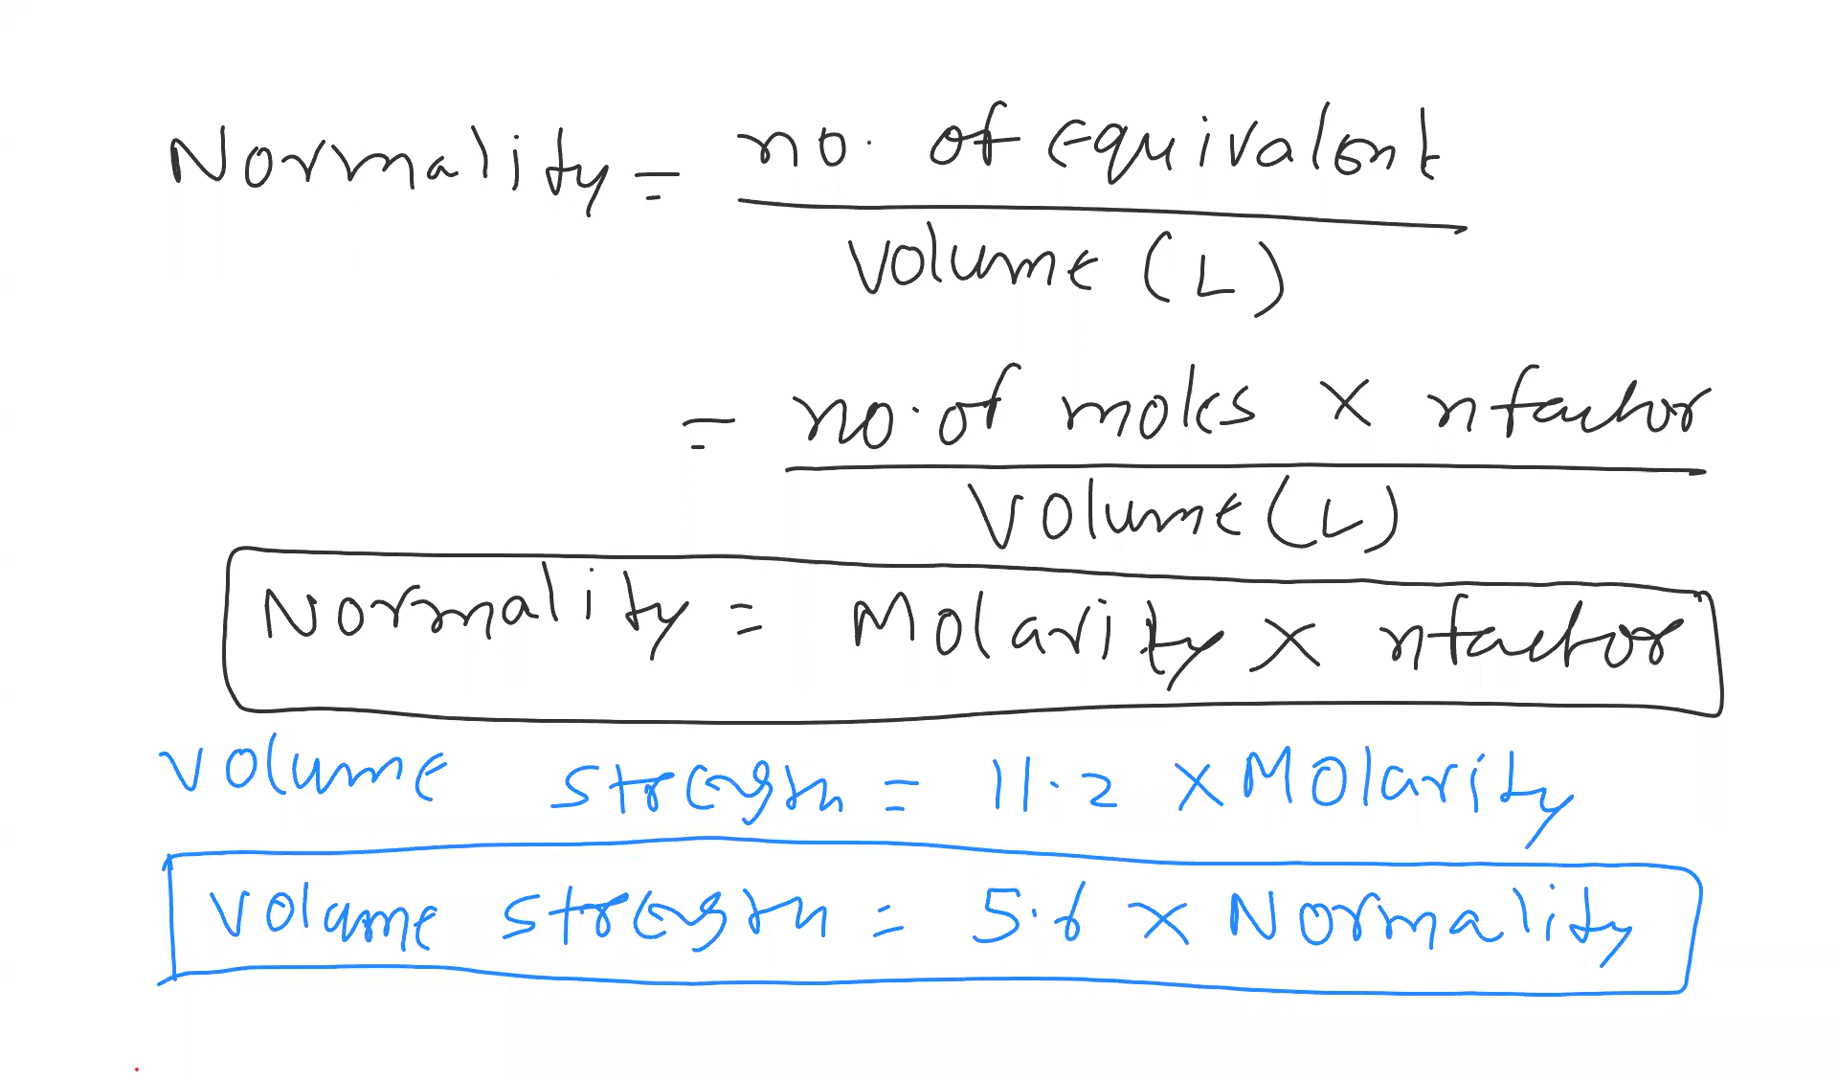 Normality = no. of equivalent
Volume (L)
= no. of moles x nfactor
Volume (L)
Normality = Molarity x nfactor
Volume strength = 11.2 x Molarity
Volume strength = 5.6 x Normality